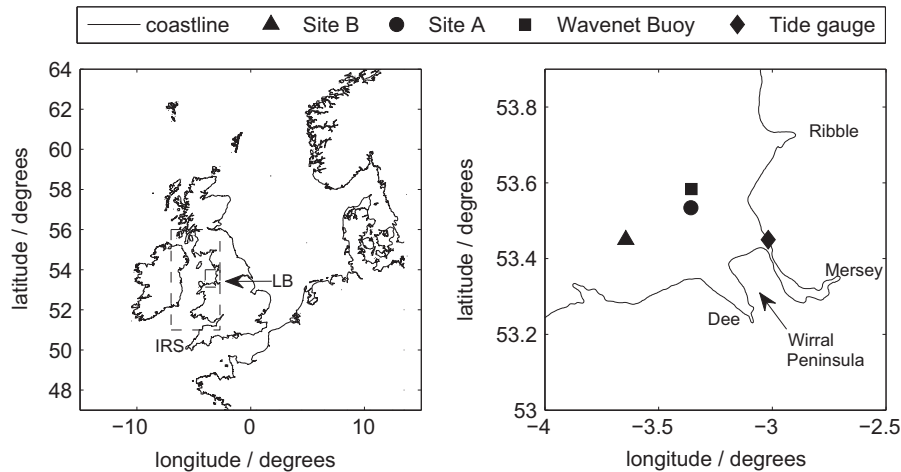 coastline Site B Site A Wavenet Buoy Tide gauge
64
62
60
58
56
54
52
50
48
−10 0 10
latitude / degrees
longitude / degrees
LB
IRS
53.8
53.6
53.4
53.2
53
−4 −3.5 −3 −2.5
latitude / degrees
longitude / degrees
Ribble
Mersey
Dee
Wirral
Peninsula